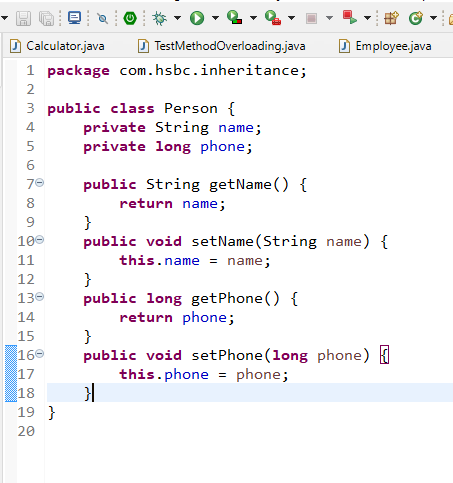 Calculator.java TestMethodOverloading.java Employee.java
1 package com.hsbc.inheritance;
2
3 public class Person {
4     private String name;
5     private long phone;
6
7     public String getName() {
8         return name;
9     }
10     public void setName(String name) {
11         this.name = name;
12     }
13     public long getPhone() {
14         return phone;
15     }
16     public void setPhone(long phone) {
17         this.phone = phone;
18     }
19 }
20